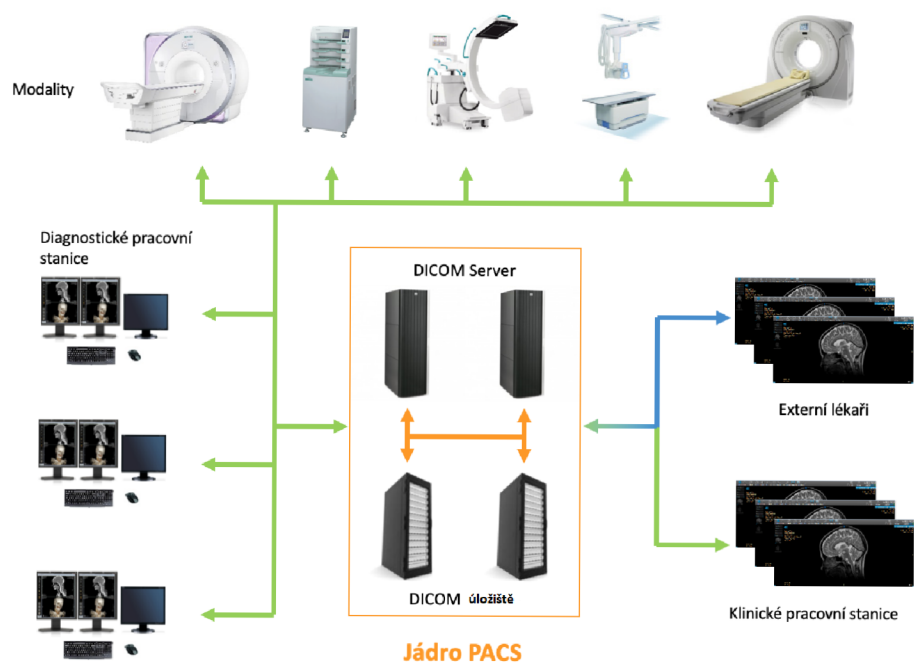 Modality
Diagnostické pracovní
stanice
DICOM Server
Externí lékaři
DICOM úložiště
Klinické pracovní stanice
Jádro PACS